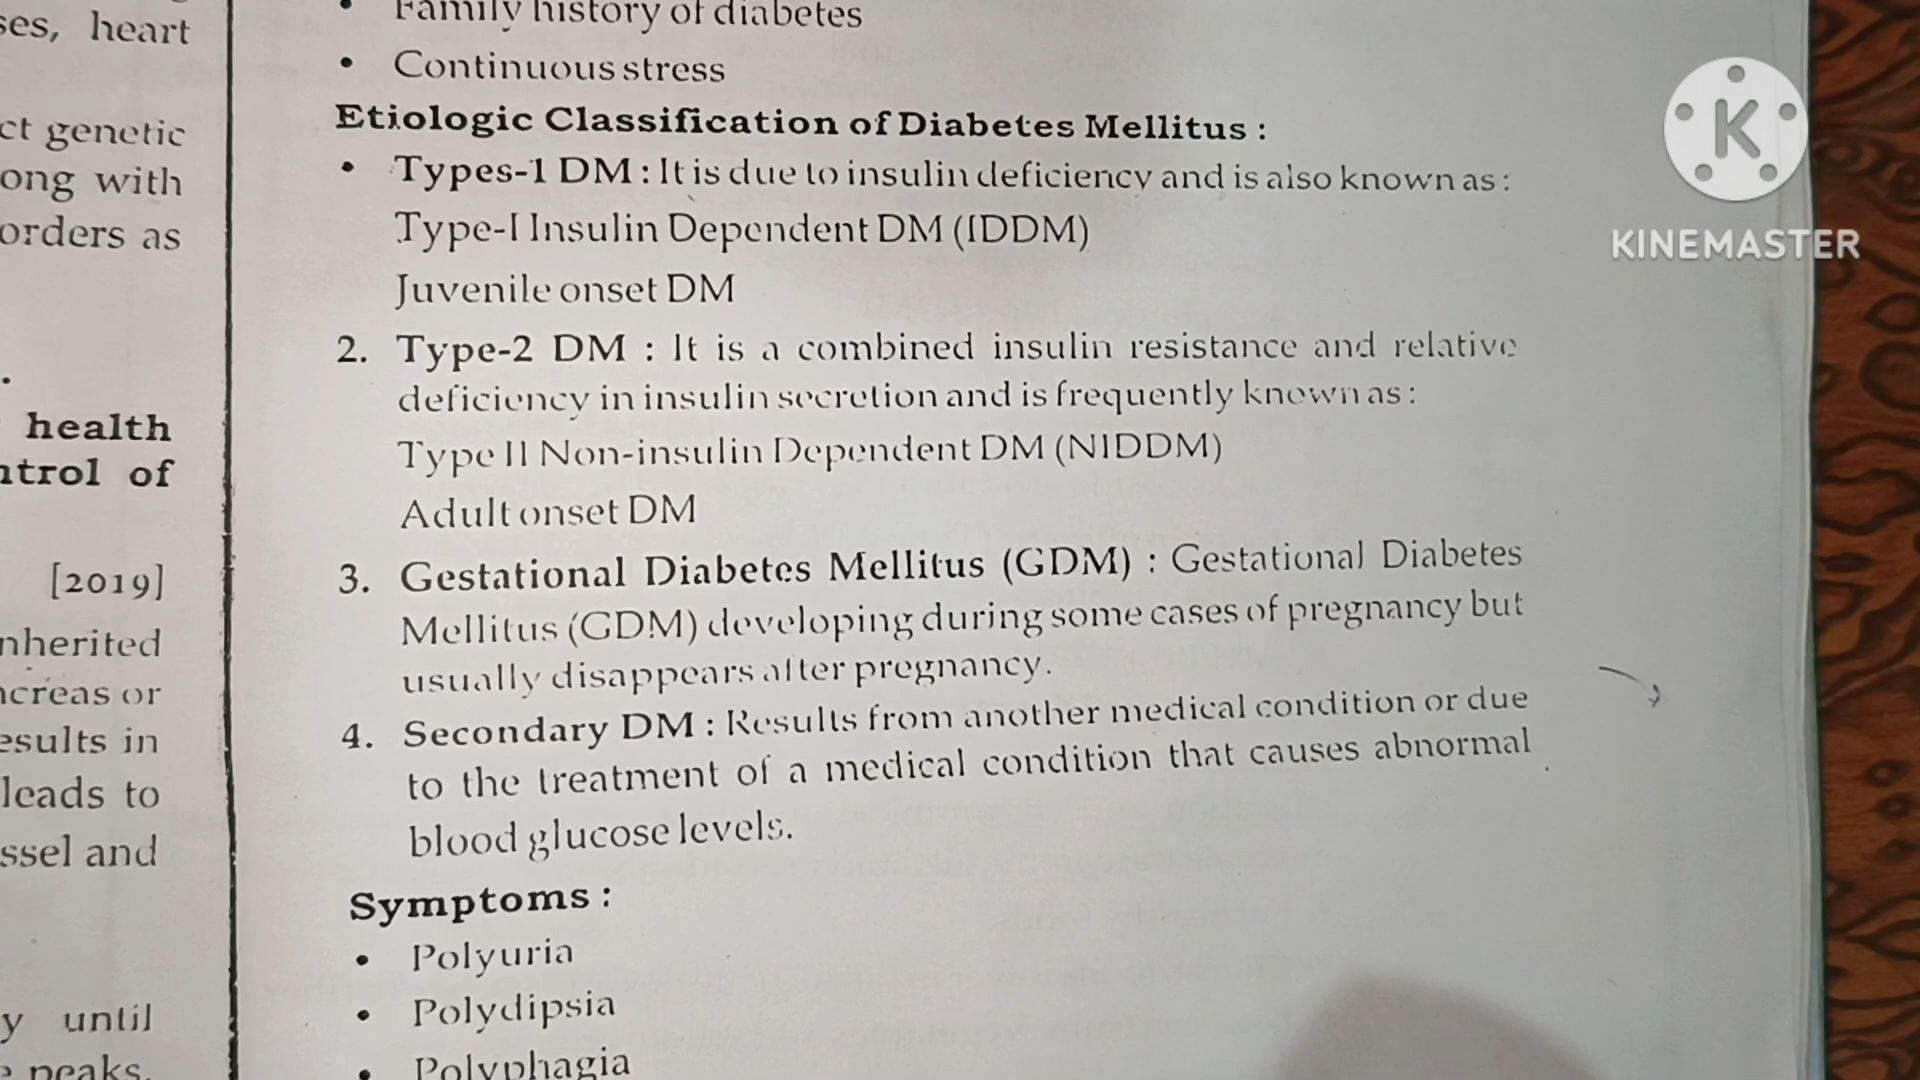 ses, heart
ct genetic
ong with
orders as
.
health
ntrol of
[2019]
nherited
ncreas or
esults in
leads to
ssel and
y until
e peaks.
• Family history of diabetes
• Continuous stress
Etiologic Classification of Diabetes Mellitus :
• Types-1 DM : It is due to insulin deficiency and is also known as :
Type-I Insulin Dependent DM (IDDM)
Juvenile onset DM
2. Type-2 DM : It is a combined insulin resistance and relative
deficiency in insulin secretion and is frequently known as :
Type II Non-insulin Dependent DM (NIDDM)
Adult onset DM
3. Gestational Diabetes Mellitus (GDM) : Gestational Diabetes
Mellitus (GDM) developing during some cases of pregnancy but
usually disappears after pregnancy.
4. Secondary DM : Results from another medical condition or due
to the treatment of a medical condition that causes abnormal
blood glucose levels.
Symptoms :
• Polyuria
• Polydipsia
• Polyphagia
K
KINEMASTER